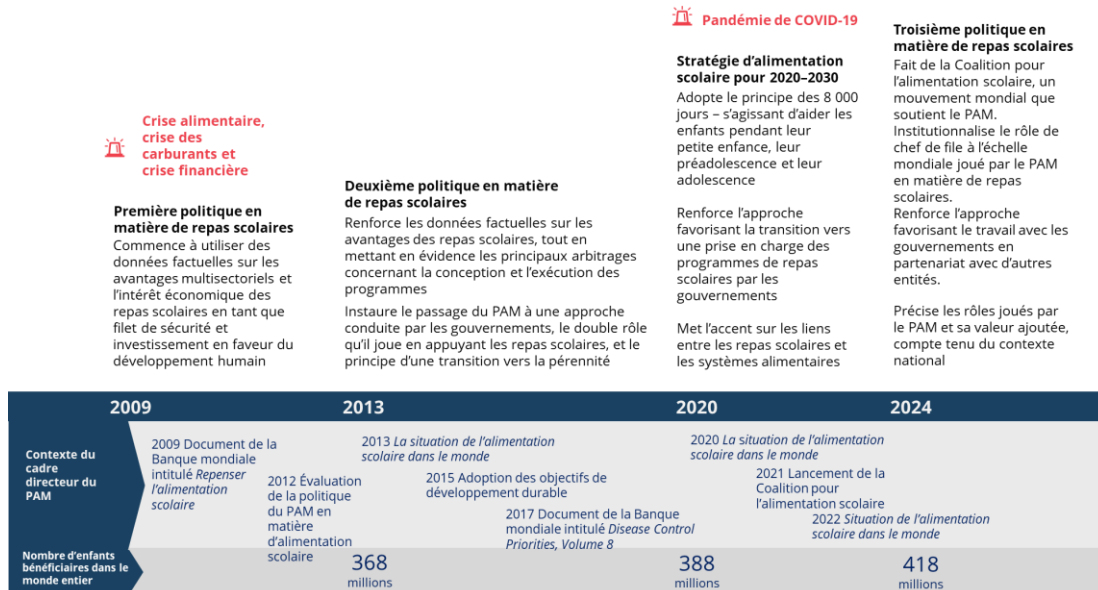 Crise alimentaire,
crise des
carburants et
crise financière
Première politique en
matière de repas scolaires
Commence à utiliser des
données factuelles sur les
avantages multisectoriels et
l’intérêt économique des
repas scolaires en tant que
filet de sécurité et
investissement en faveur du
développement humain
Deuxième politique en matière
de repas scolaires
Renforce les données factuelles sur les
avantages des repas scolaires, tout en
mettant en évidence les principaux arbitrages
concernant la conception et l’exécution des
programmes
Instaure le passage du PAM à une approche
conduite par les gouvernements, le double rôle
qu’il joue en appuyant les repas scolaires, et le
principe d’une transition vers la pérennité
Pandémie de COVID-19
Stratégie d’alimentation
scolaire pour 2020–2030
Adopte le principe des 8 000
jours – s’agissant d’aider les
enfants pendant leur
petite enfance, leur
préadolescence et leur
adolescence
Renforce l’approche
favorisant la transition vers
une prise en charge des
programmes de repas
scolaires par les
gouvernements
Met l’accent sur les liens
entre les repas scolaires et
les systèmes alimentaires
Troisième politique en
matière de repas scolaires
Fait de la Coalition pour
l’alimentation scolaire, un
mouvement mondial que
soutient le PAM.
Institutionnalise le rôle de
chef de file à l’échelle
mondiale joué par le PAM
en matière de repas
scolaires.
Renforce l’approche
favorisant le travail avec les
gouvernements en
partenariat avec d’autres
entités.
Précise les rôles joués par
le PAM et sa valeur ajoutée,
compte tenu du contexte
national
2009
2013
2020
2024
Contexte du
cadre
directeur du
PAM
2009 Document de la
Banque mondiale
intitulé Repenser
l’alimentation
scolaire
2012 Évaluation
de la politique
du PAM en
matière
d’alimentation
scolaire
2013 La situation de l’alimentation
scolaire dans le monde
2015 Adoption des objectifs de
développement durable
2017 Document de la Banque
mondiale intitulé Disease Control
Priorities, Volume 8
2020 La situation de l’alimentation
scolaire dans le monde
2021 Lancement de la
Coalition pour
l’alimentation scolaire
2022 Situation de l’alimentation
scolaire dans le monde
Nombre d’enfants
bénéficiaires dans le
monde entier
368
millions
388
millions
418
millions